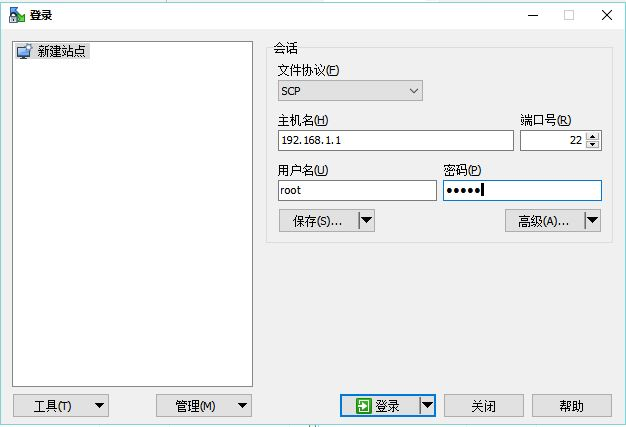 登录
新建站点
会话
文件协议(F)
SCP
主机名(H)
端口号(R)
192.168.1.1
22
用户名(U)
密码(P)
root
●●●●●
保存(S)...
高级(A)...
工具(T)
管理(M)
登录
关闭
帮助